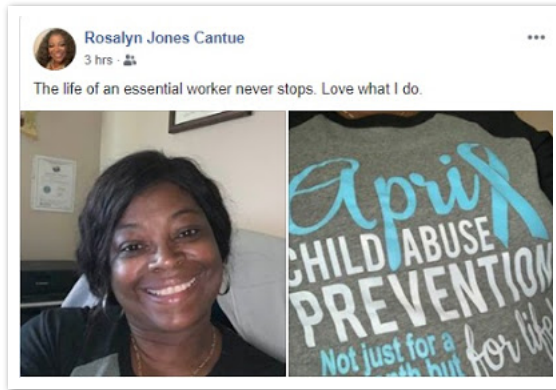 Rosalyn Jones Cantue
3 hrs ·
The life of an essential worker never stops. Love what I do.
April
CHILD ABUSE
PREVENTION
Not just for a
but for life